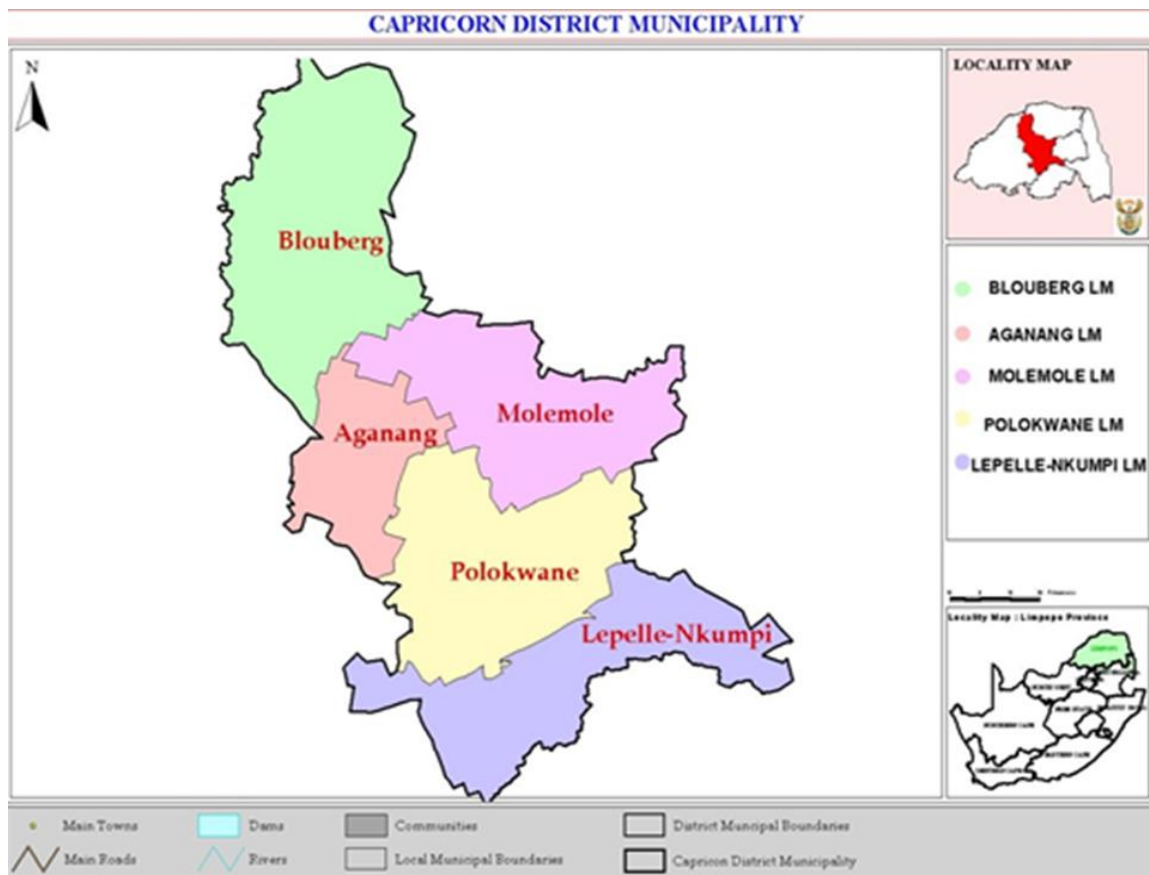 CAPRICORN DISTRICT MUNICIPALITY
N
Blouberg
Molemole
Aganang
Polokwane
Lepelle-Nkumpi
LOCALITY MAP
BLOUBERG LM
AGANANG LM
MOLEMOLE LM
POLOKWANE LM
LEPELLE-NKUMPI LM
Locality Map : Limpopo Province
Main Towns
Dams
Communities
District Muncipal Boundaries
Main Roads
Rivers
Local Municipal Boundaries
Capricon District Municipality